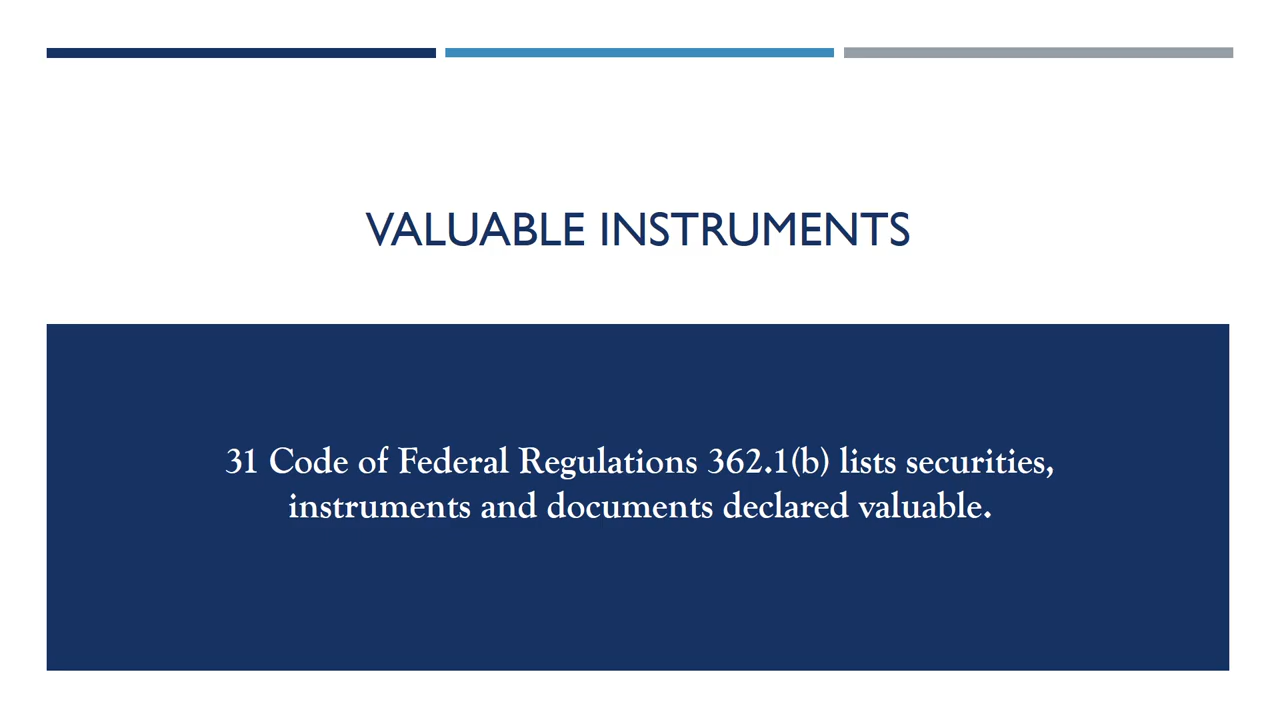 VALUABLE INSTRUMENTS
31 Code of Federal Regulations 362.1(b) lists securities,
instruments and documents declared valuable.